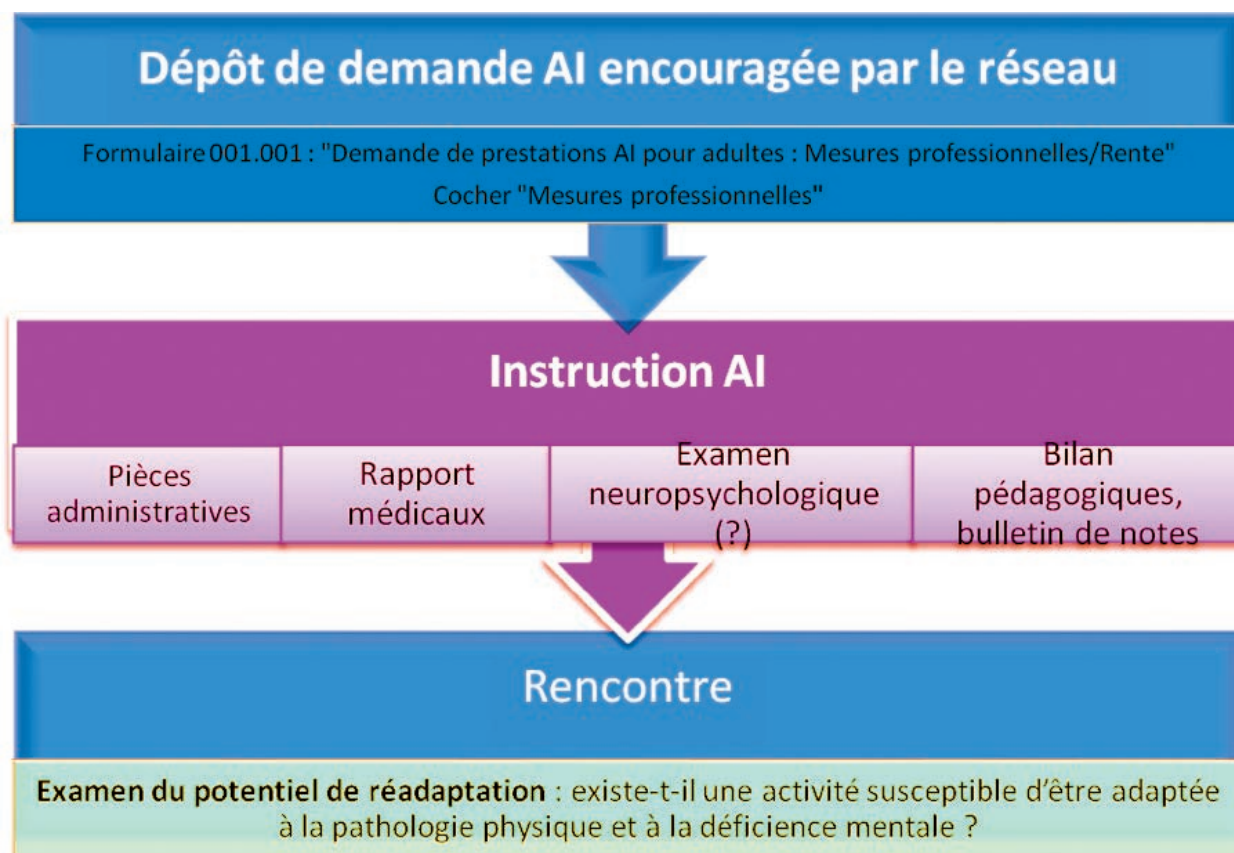 Dépôt de demande AI encouragée par le réseau
Formulaire 001.001 : "Demande de prestations AI pour adultes : Mesures professionnelles/Rente"
Cocher "Mesures professionnelles"
Instruction AI
Pièces
administratives
Rapport
médicaux
Examen
neuropsychologique
(?)
Bilan
pédagogiques,
bulletin de notes
Rencontre
Examen du potentiel de réadaptation : existe-t-il une activité susceptible d'être adaptée
à la pathologie physique et à la déficience mentale ?